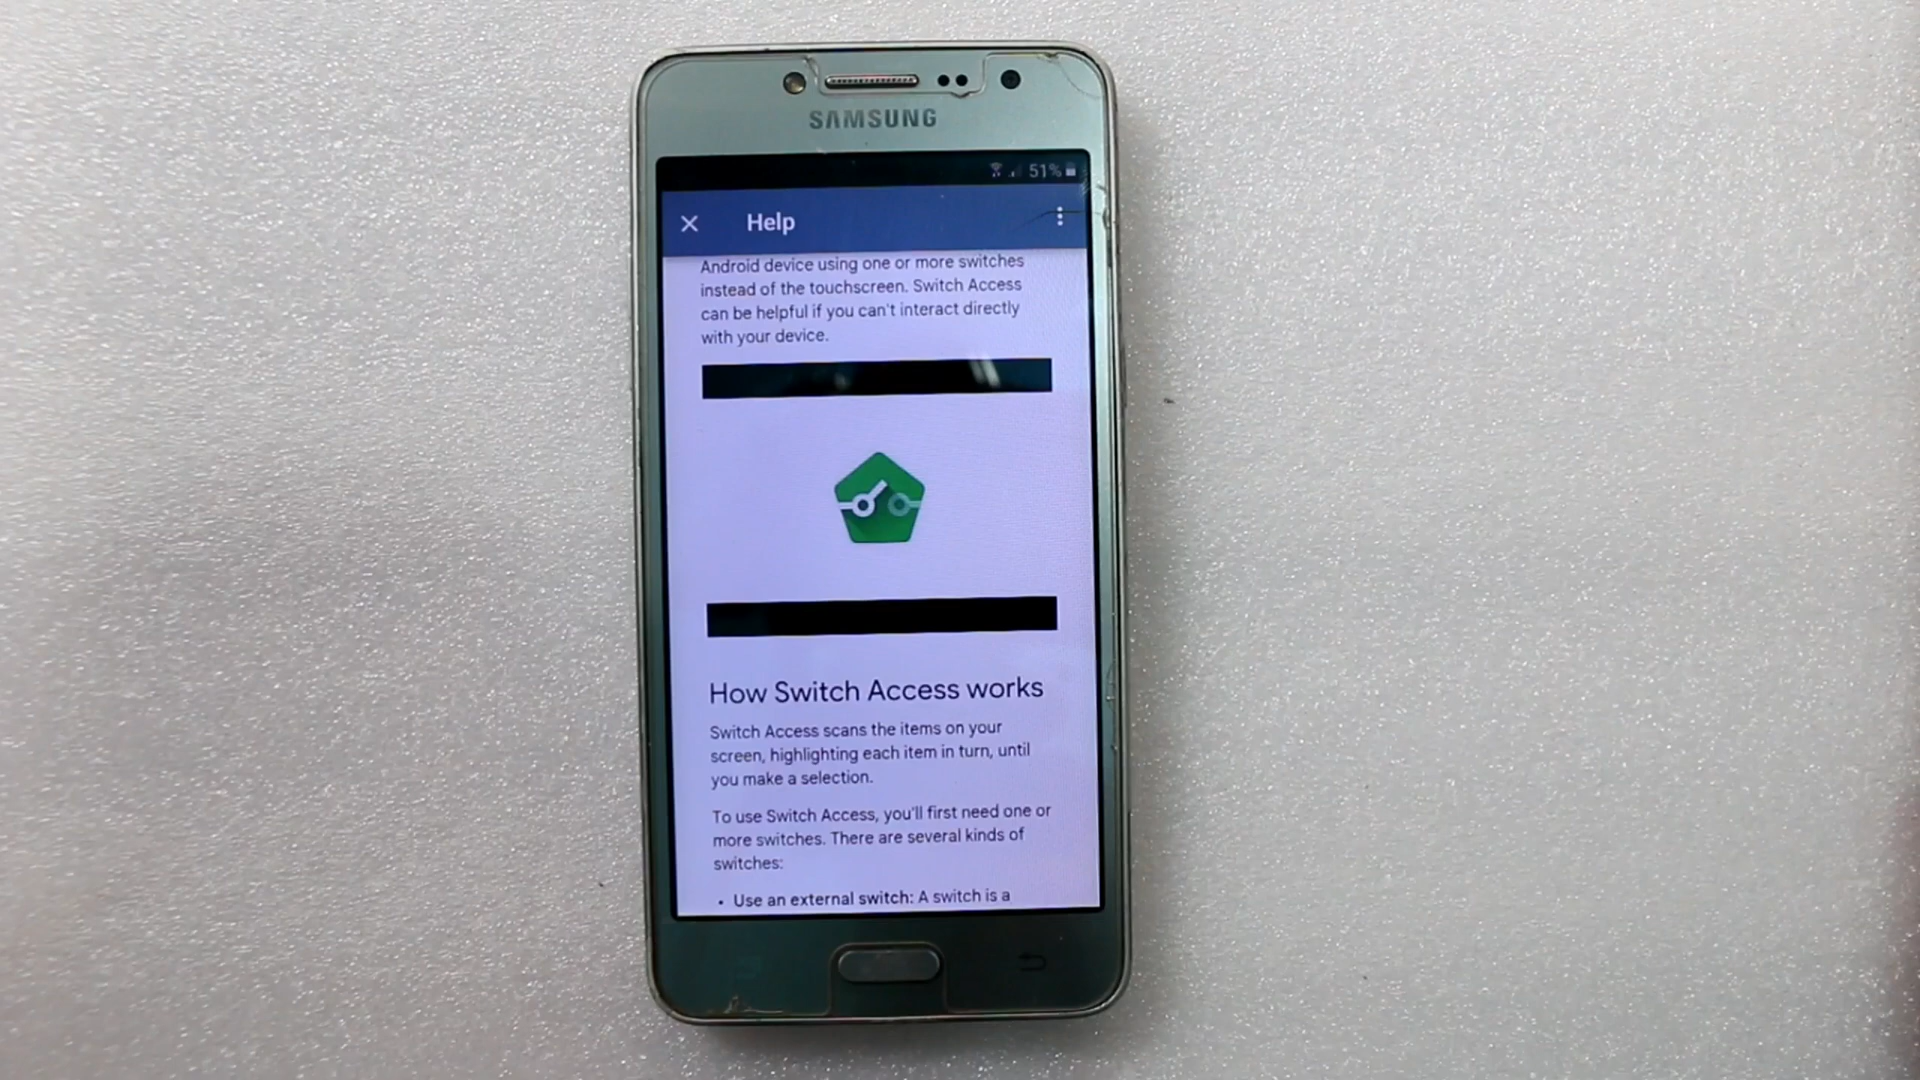 SAMSUNG
51%
Help
Android device using one or more switches
instead of the touchscreen. Switch Access
can be helpful if you can't interact directly
with your device.
How Switch Access works
Switch Access scans the items on your
screen, highlighting each item in turn, until
you make a selection.
To use Switch Access, you'll first need one or
more switches. There are several kinds of
switches:
• Use an external switch: A switch is a